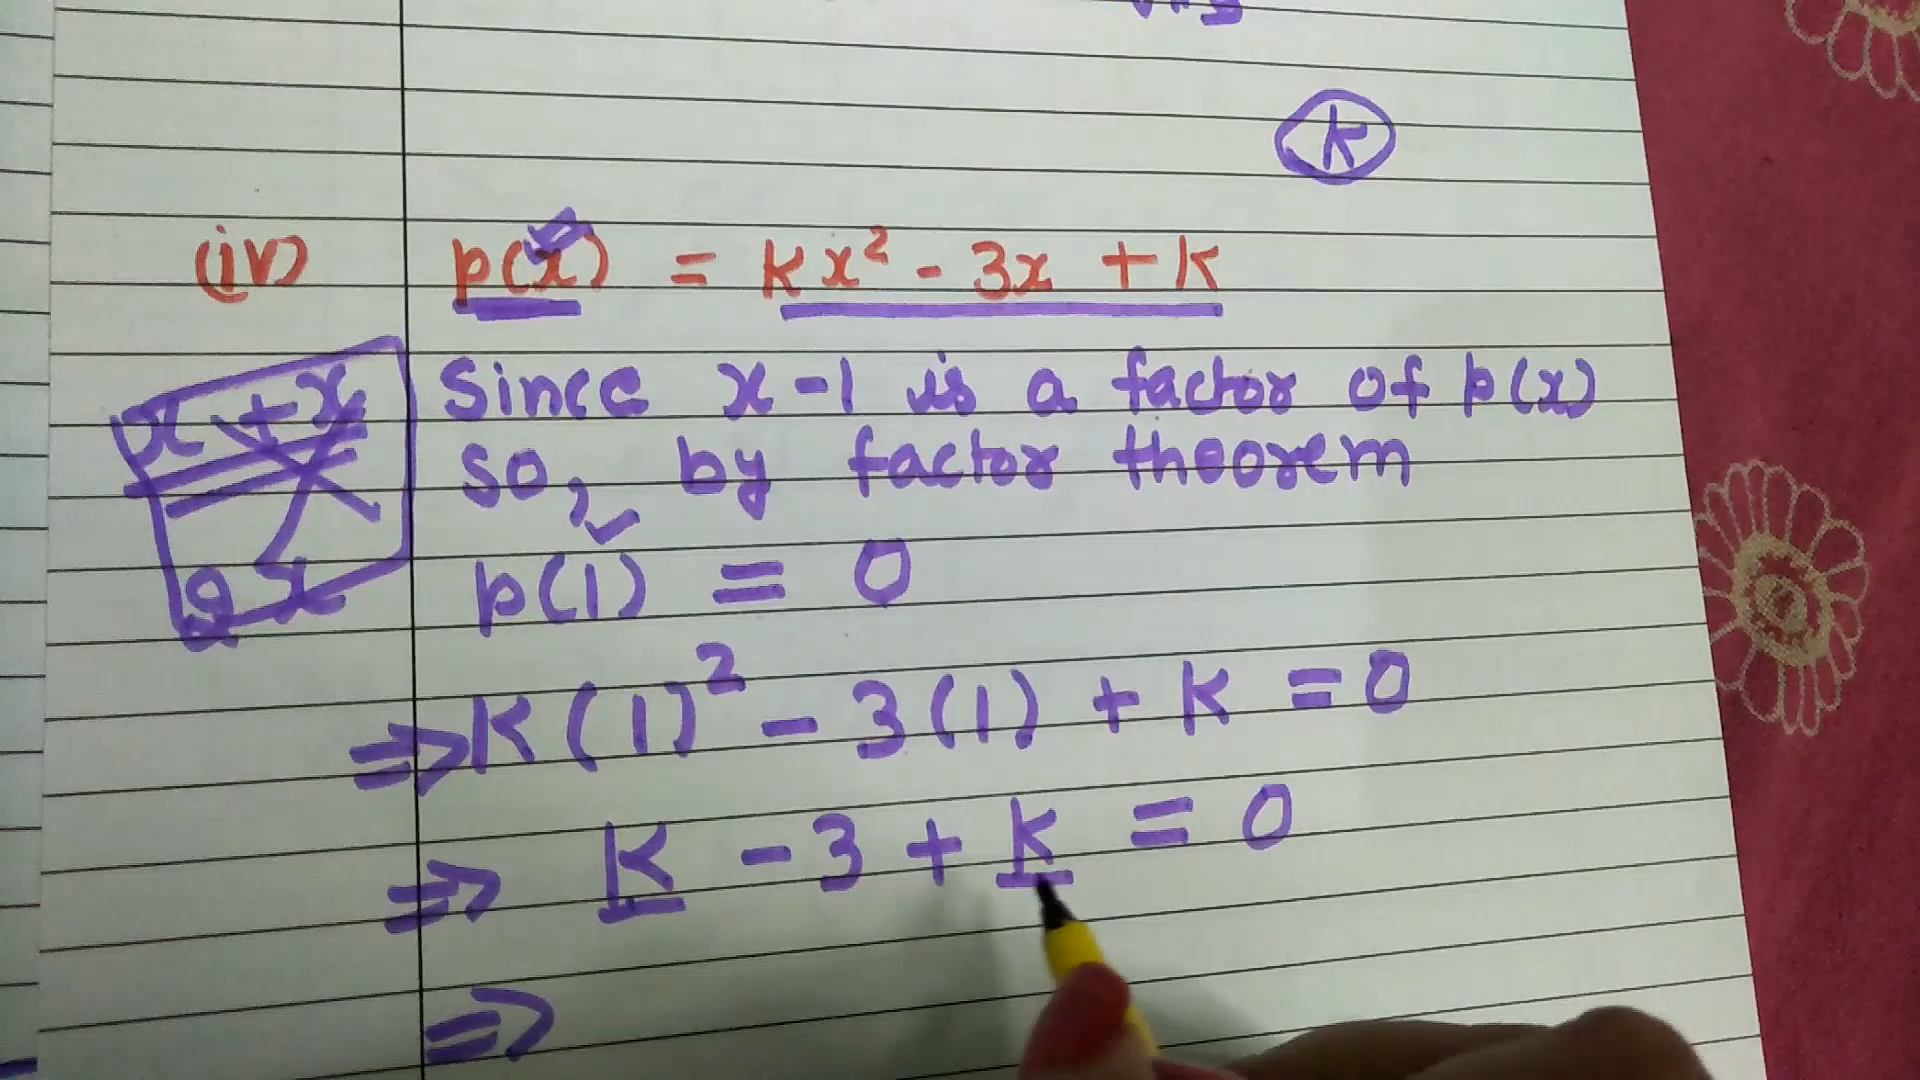 k
(iv) p(x) = kx² - 3x + k
Since x-1 is a factor of p(x)
x + x
so, by factor theorem
2x
p(1) = 0
⇒ k(1)² - 3(1) + k = 0
⇒ k - 3 + k = 0
⇒